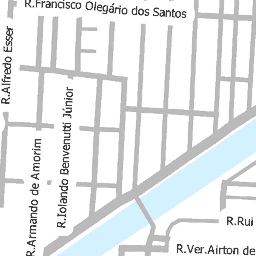 R.Francisco Olegário dos Santos
R.Alfredo Esser
R.Iolando Benvenutti Júnior
R.Armando de Amorim
R.Rui
R.Ver.Airton de